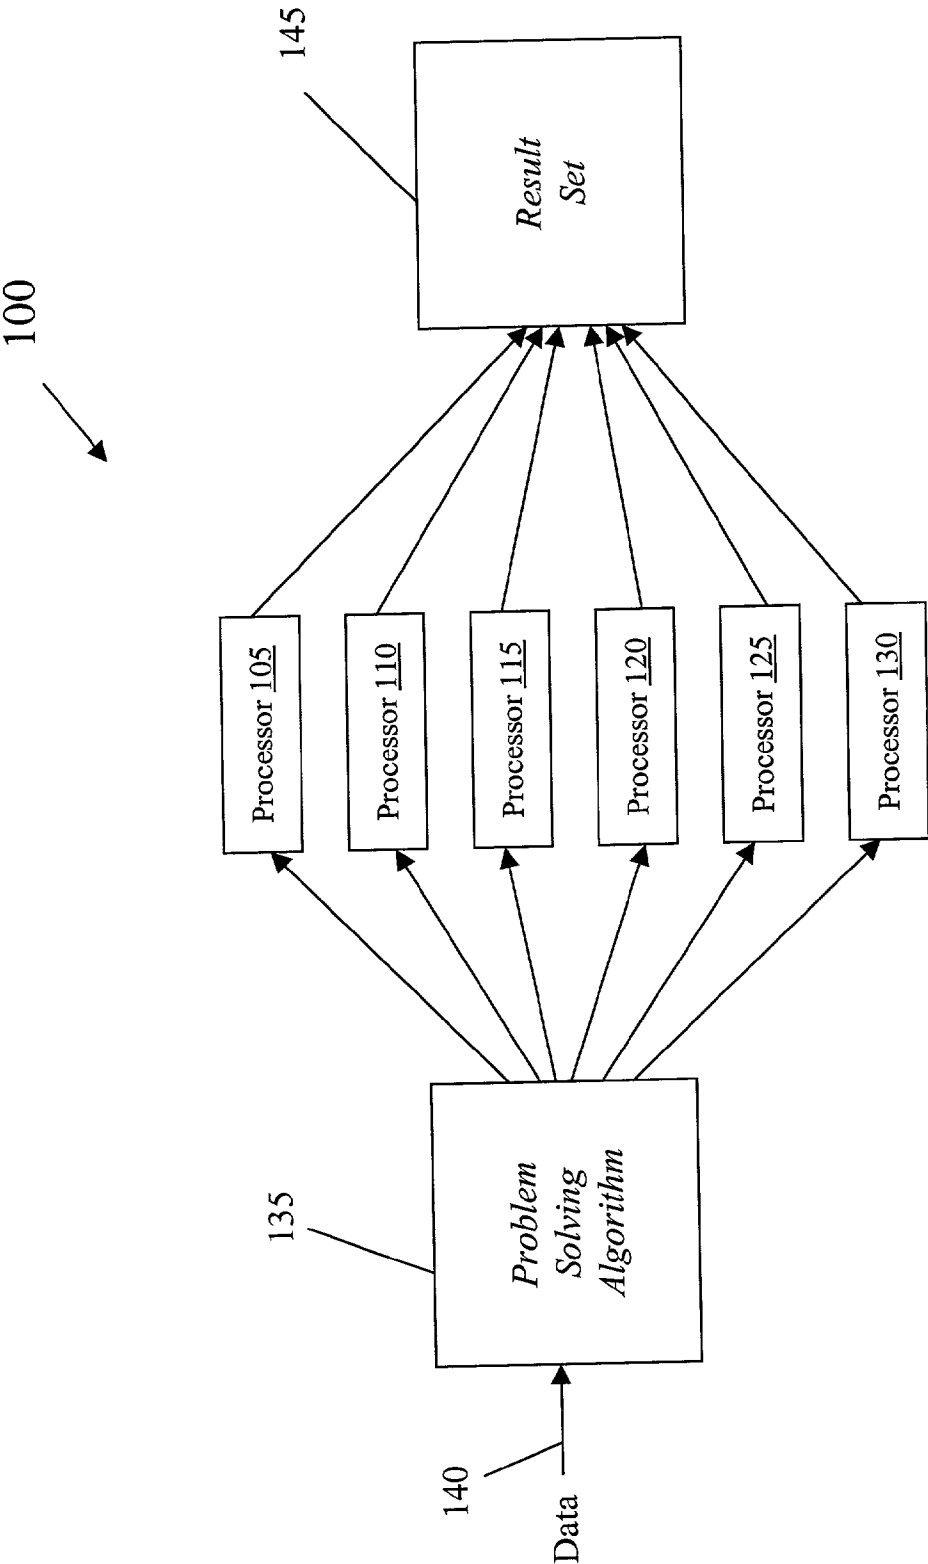 100
145
Result
Set
Processor 105
Processor 110
Processor 115
Processor 120
Processor 125
Processor 130
135
Problem
Solving
Algorithm
140
Data